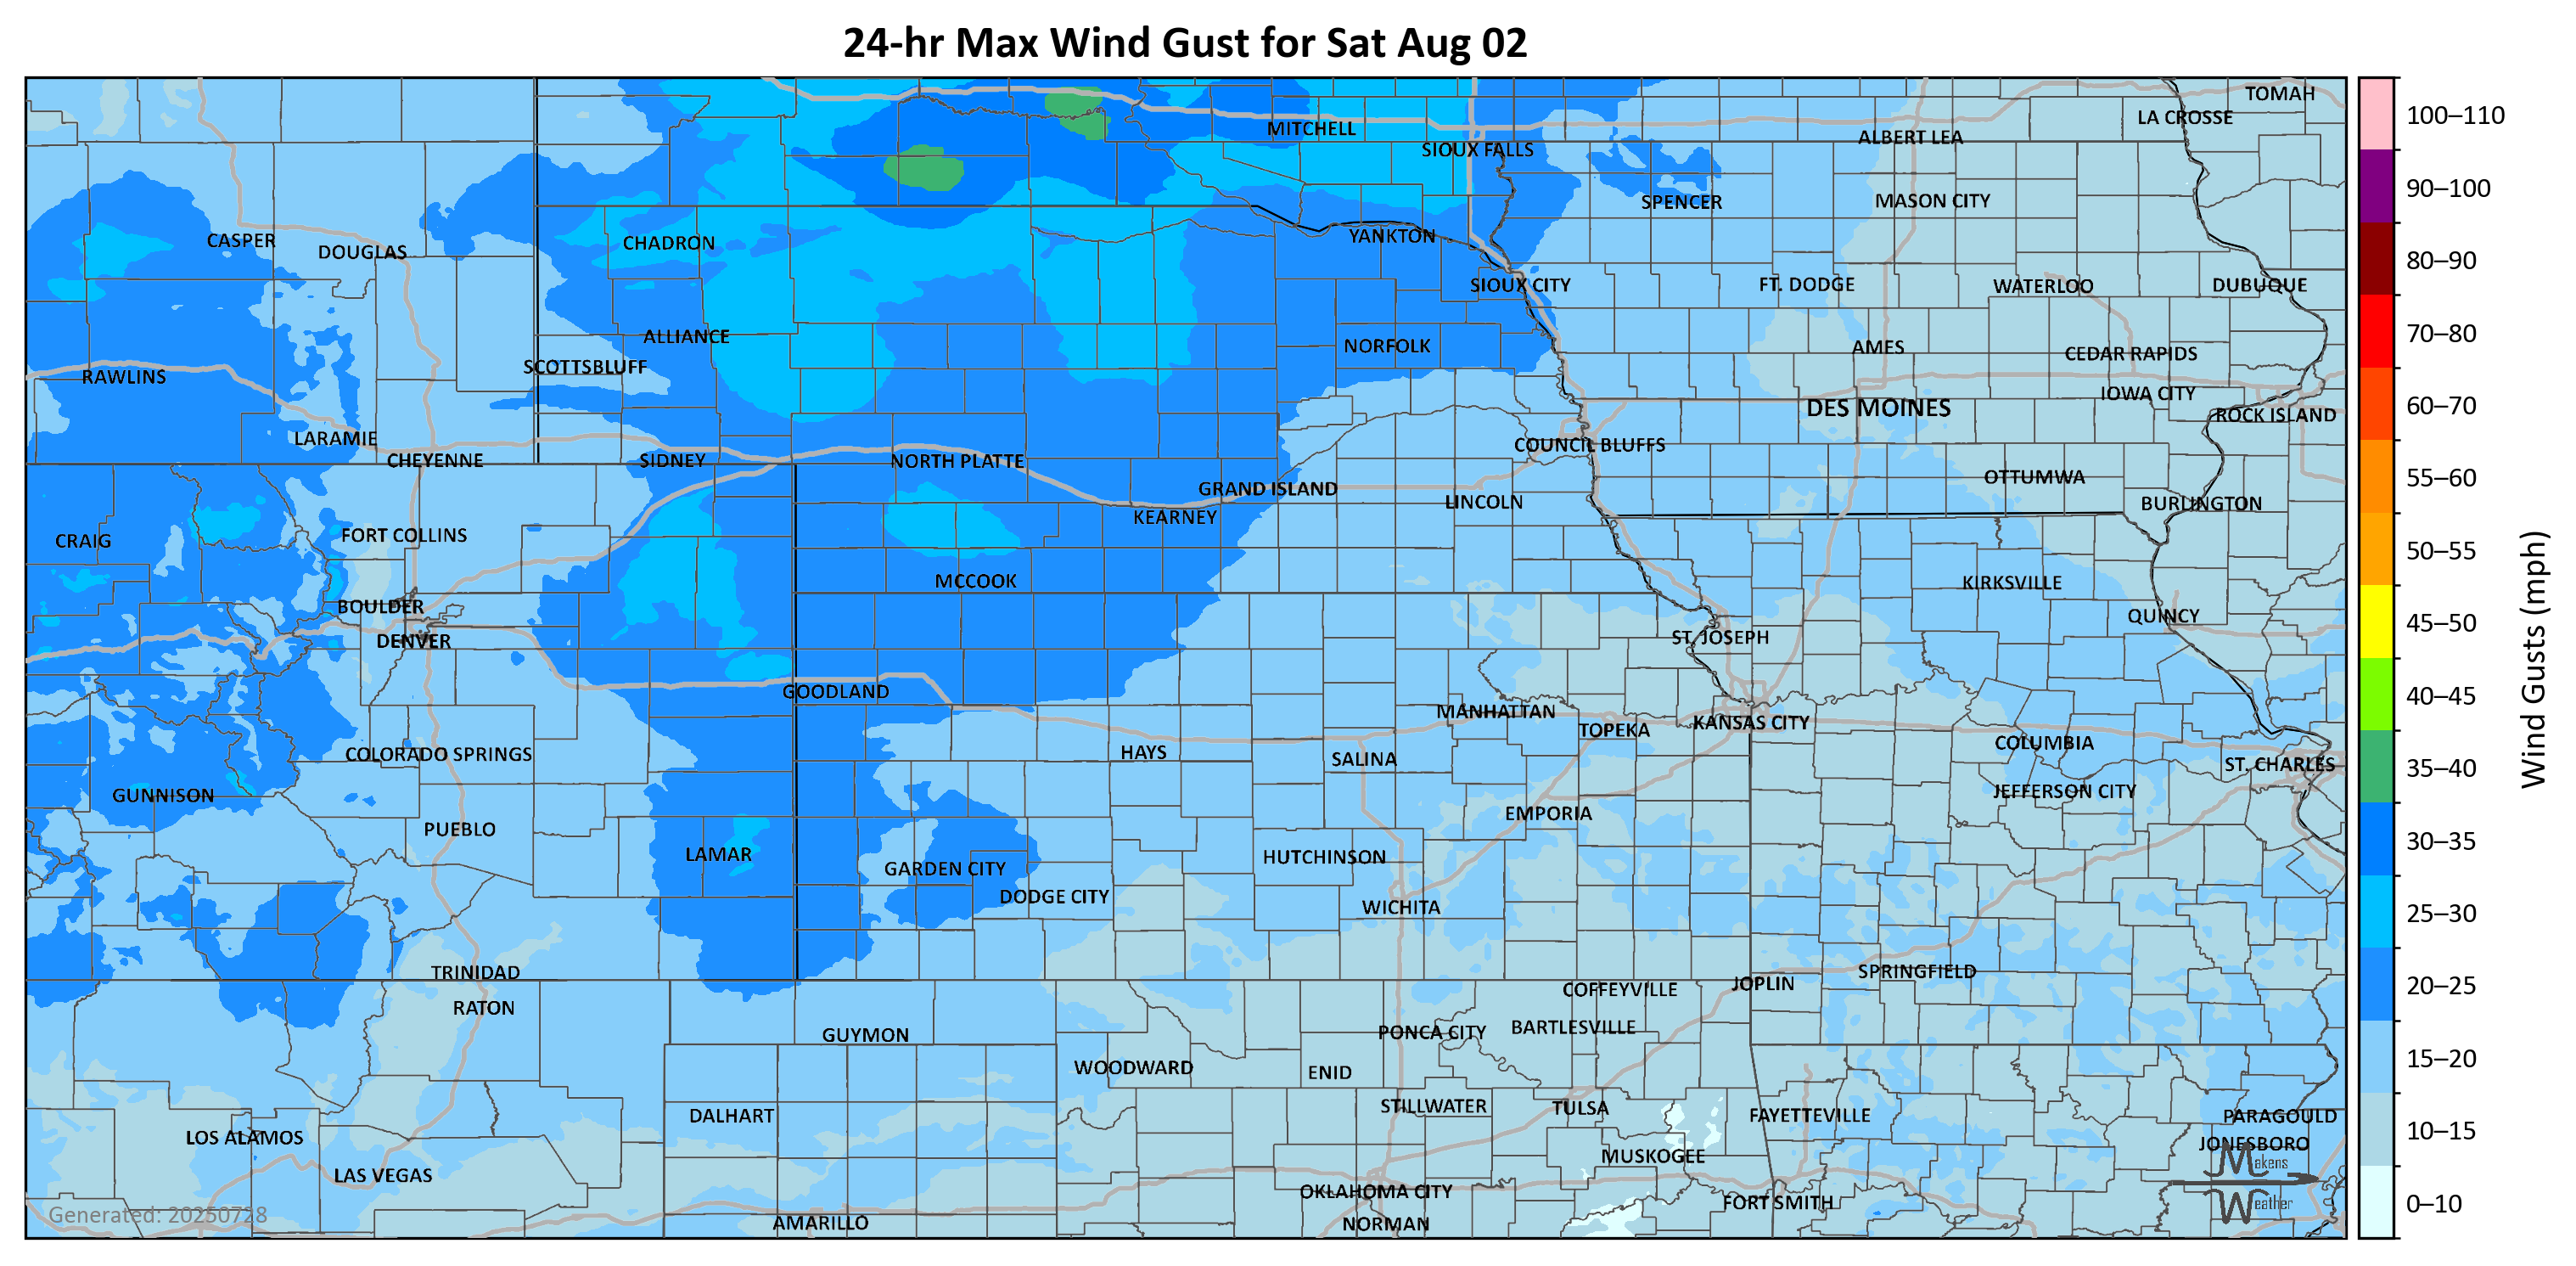 24-hr Max Wind Gust for Sat Aug 02
TOMAH
LA CROSSE
MITCHELL
ALBERT LEA
SIOUX FALLS
SPENCER
MASON CITY
CASPER
CHADRON
YANKTON
DOUGLAS
SIOUX CITY
FT. DODGE
WATERLOO
DUBUQUE
ALLIANCE
NORFOLK
AMES
CEDAR RAPIDS
SCOTTSBLUFF
RAWLINS
IOWA CITY
DES MOINES
ROCK ISLAND
LARAMIE
COUNCIL BLUFFS
CHEYENNE
SIDNEY
NORTH PLATTE
OTTUMWA
GRAND ISLAND
LINCOLN
BURLINGTON
KEARNEY
CRAIG
FORT COLLINS
MCCOOK
KIRKSVILLE
BOULDER
QUINCY
DENVER
ST. JOSEPH
GOODLAND
MANHATTAN
TOPEKA
KANSAS CITY
COLORADO SPRINGS
HAYS
SALINA
COLUMBIA
ST. CHARLES
GUNNISON
JEFFERSON CITY
EMPORIA
PUEBLO
LAMAR
HUTCHINSON
GARDEN CITY
DODGE CITY
WICHITA
TRINIDAD
SPRINGFIELD
JOPLIN
COFFEYVILLE
RATON
GUYMON
PONCA CITY
BARTLESVILLE
WOODWARD
ENID
DALHART
STILLWATER
TULSA
FAYETTEVILLE
PARAGOULD
LOS ALAMOS
JONESBORO
MUSKOGEE
LAS VEGAS
OKLAHOMA CITY
FORT SMITH
AMARILLO
NORMAN
Generated: 20250728
Makens
Weather
100–110
90–100
80–90
70–80
60–70
55–60
50–55
45–50
40–45
35–40
30–35
25–30
20–25
15–20
10–15
0–10
Wind Gusts (mph)